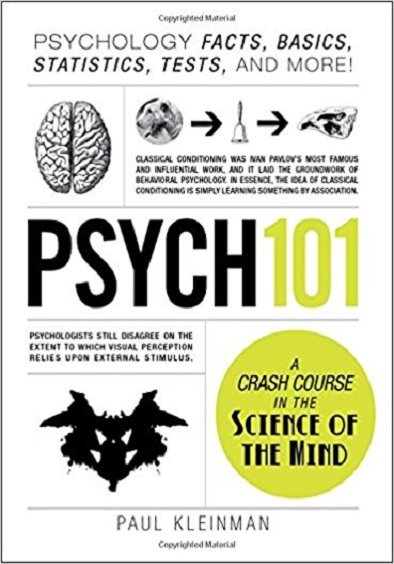 Copyrighted Material
PSYCHOLOGY FACTS, BASICS,
STATISTICS, TESTS, AND MORE!
CLASSICAL CONDITIONING WAS IVAN PAVLOV'S MOST FAMOUS
AND INFLUENTIAL WORK, AND IT LAID THE GROUNDWORK OF
BEHAVIORAL PSYCHOLOGY. IN ESSENCE, THE IDEA OF CLASSICAL
CONDITIONING IS SIMPLY LEARNING SOMETHING BY ASSOCIATION.
PSYCH101
PSYCHOLOGISTS STILL DISAGREE ON THE
EXTENT TO WHICH VISUAL PERCEPTION
RELIES UPON EXTERNAL STIMULUS.
A
CRASH COURSE
IN THE
SCIENCE OF
THE MIND
PAUL KLEINMAN
Copyrighted Material